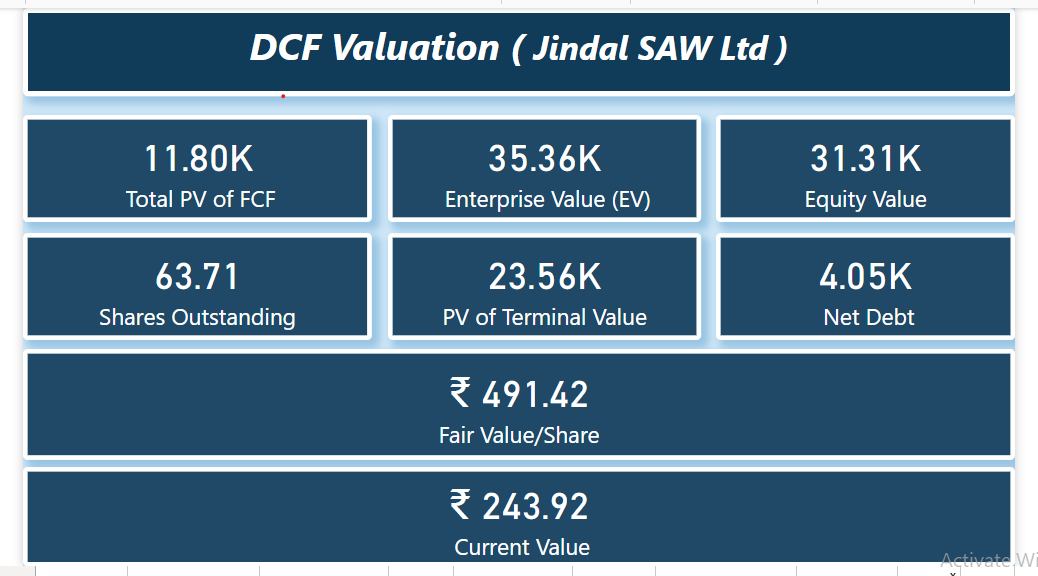 DCF Valuation ( Jindal SAW Ltd )
11.80K
Total PV of FCF
35.36K
Enterprise Value (EV)
31.31K
Equity Value
63.71
Shares Outstanding
23.56K
PV of Terminal Value
4.05K
Net Debt
₹ 491.42
Fair Value/Share
₹ 243.92
Current Value
Activate Wi